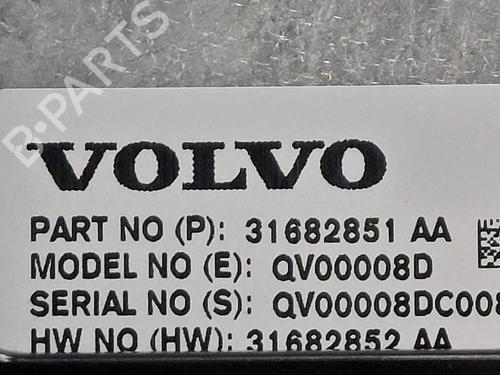 B-PARTS
VOLVO
PART NO (P): 31682851 AA
MODEL NO (E): QV00008D
SERIAL NO (S): QV00008DC008
HW NO (HW): 31682852 AA